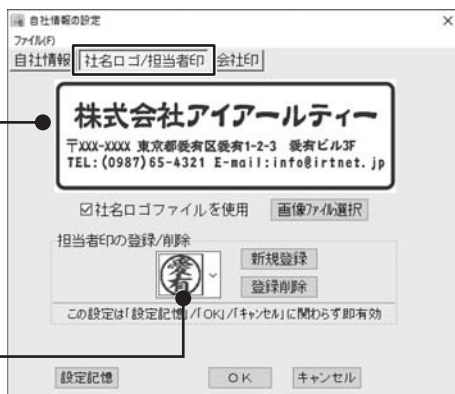 自社情報の設定
ファイル(F)
自社情報 社名ロゴ/担当者印 会社印
株式会社アイアールティー
〒XXX-XXXX 東京都愛有区愛有1-2-3 愛有ビル3F
TEL:(0987)65-4321 E-mail:info@irtnet.jp
社名ロゴファイルを使用 画像ファイル選択
担当者印の登録/削除
愛有
新規登録
登録削除
この設定は「設定記憶」/「OK」/「キャンセル」に関わらず即有効
設定記憶 OK キャンセル